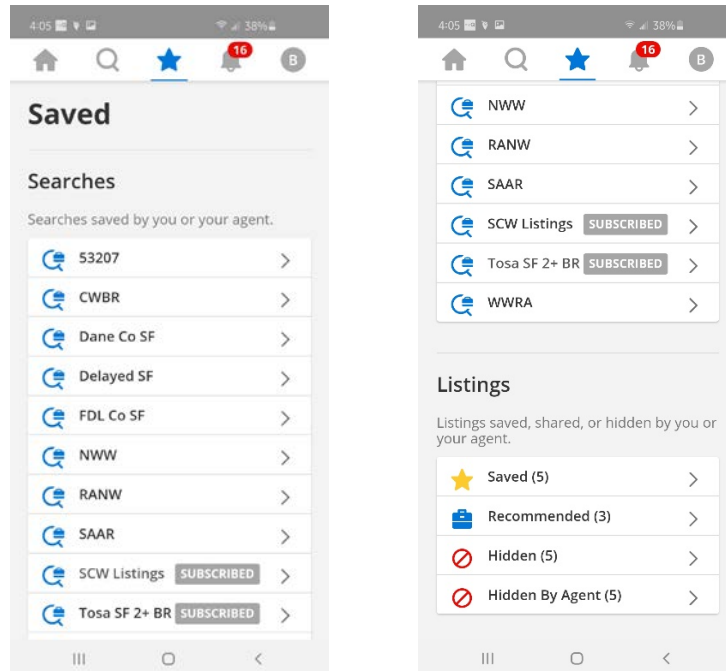 4:05
38%
16
B
Saved
Searches
Searches saved by you or your agent.
53207
CWBR
Dane Co SF
Delayed SF
FDL Co SF
NWW
RANW
SAAR
SCW Listings SUBSCRIBED
Tosa SF 2+ BR SUBSCRIBED
4:05
38%
16
B
NWW
RANW
SAAR
SCW Listings SUBSCRIBED
Tosa SF 2+ BR SUBSCRIBED
WWRA
Listings
Listings saved, shared, or hidden by you or
your agent.
Saved (5)
Recommended (3)
Hidden (5)
Hidden By Agent (5)